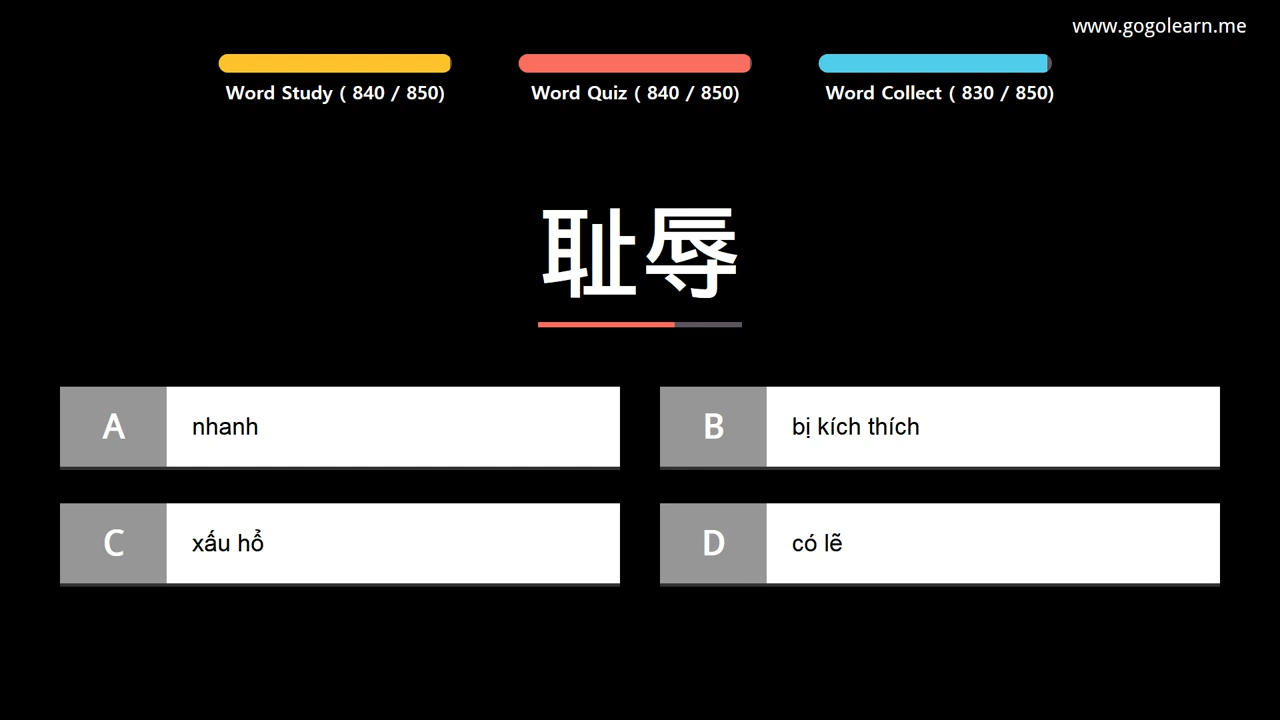 www.gogolearn.me
Word Study ( 840 / 850)
Word Quiz ( 840 / 850)
Word Collect ( 830 / 850)
耻辱
A nhanh
B bị kích thích
C xấu hổ
D có lẽ